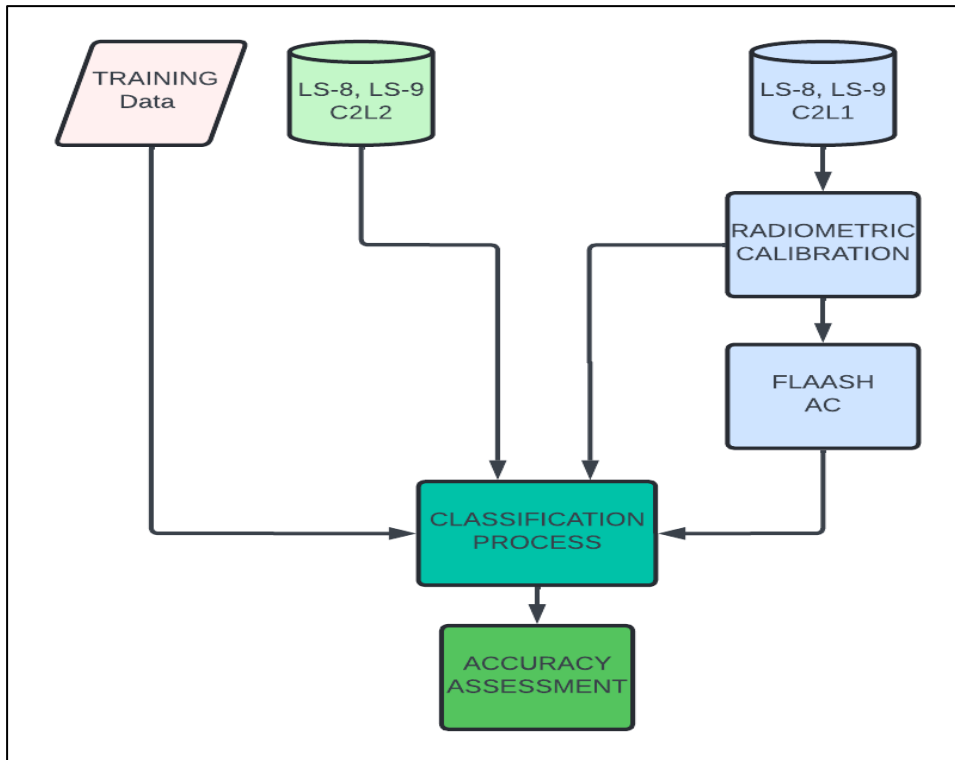 TRAINING
Data
LS-8, LS-9
C2L2
LS-8, LS-9
C2L1
RADIOMETRIC
CALIBRATION
FLAASH
AC
CLASSIFICATION
PROCESS
ACCURACY
ASSESSMENT